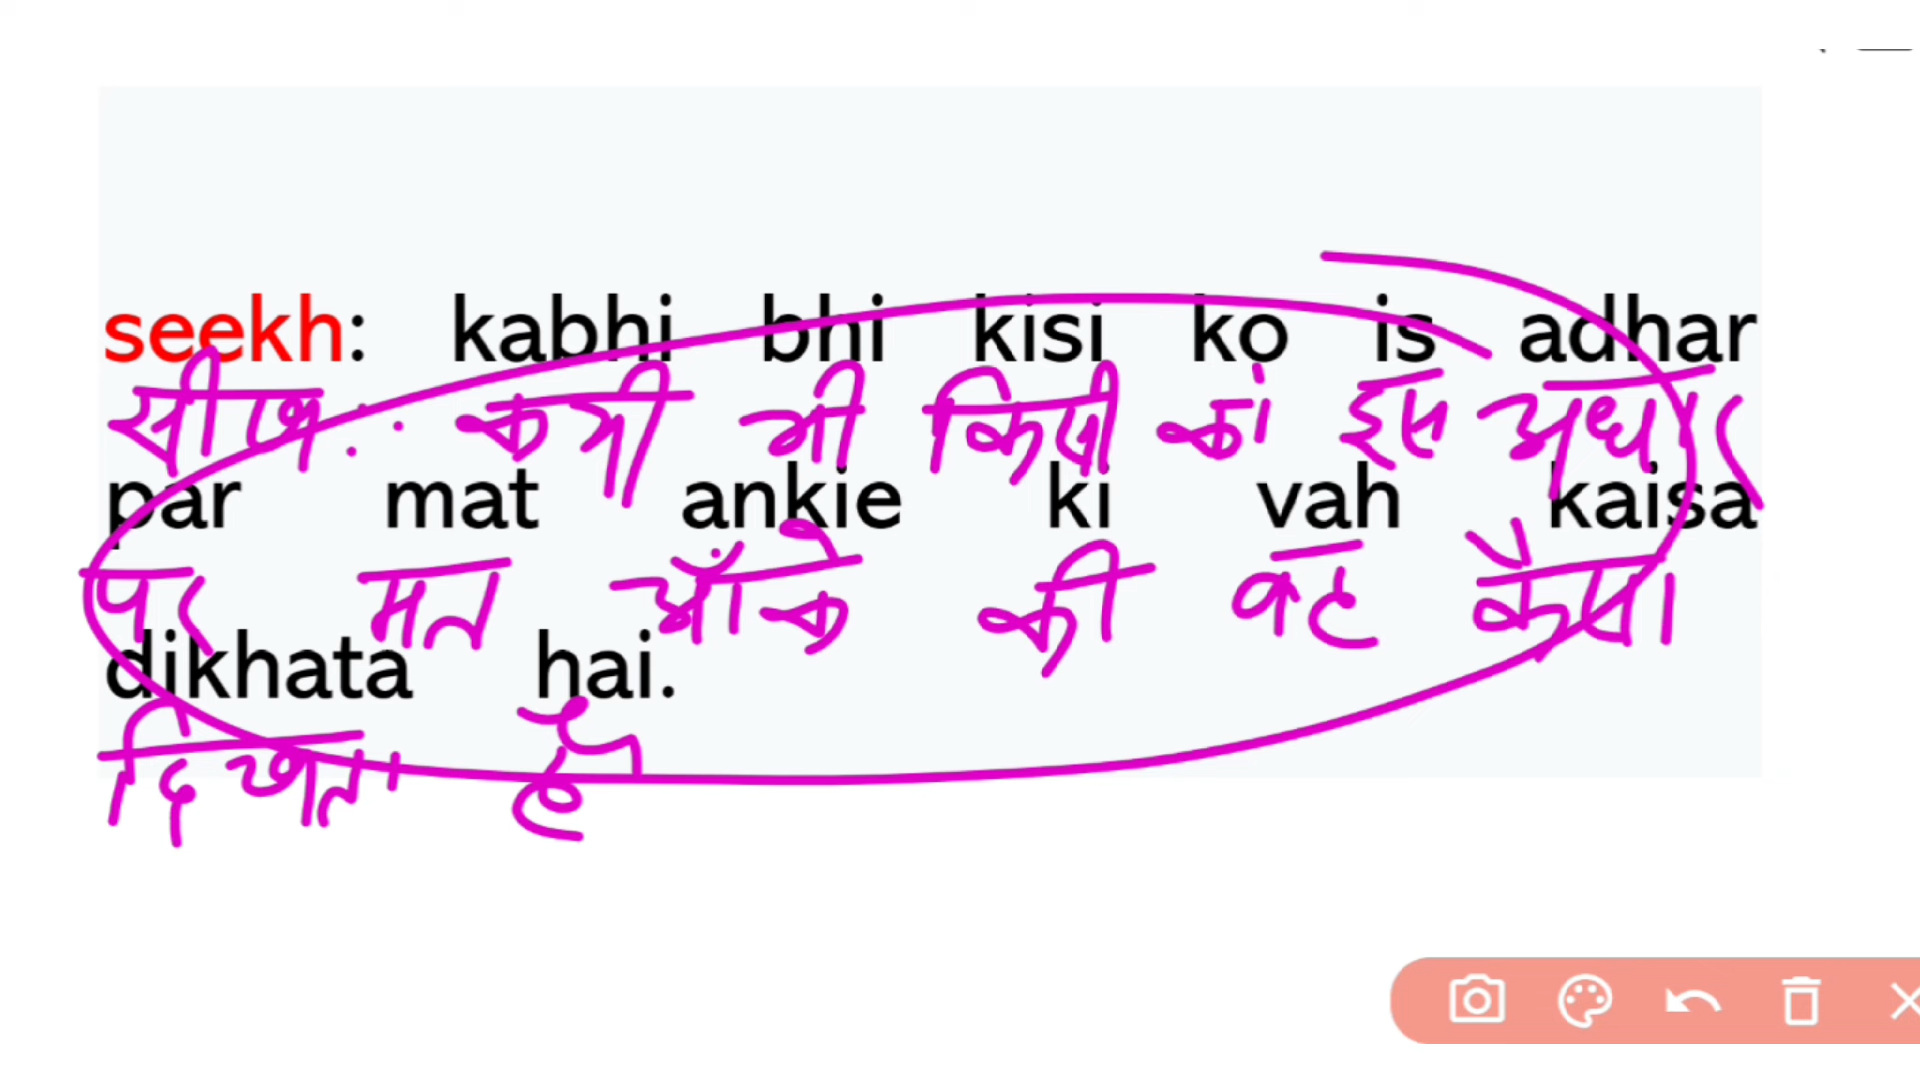 seekh: kabhi bhi kisi ko is adhar
सीख: कभी भी किसी को इस अधार
par mat ankie ki vah kaisa
पर मत आँके की वह कैसा
dikhata hai.
दिखता है